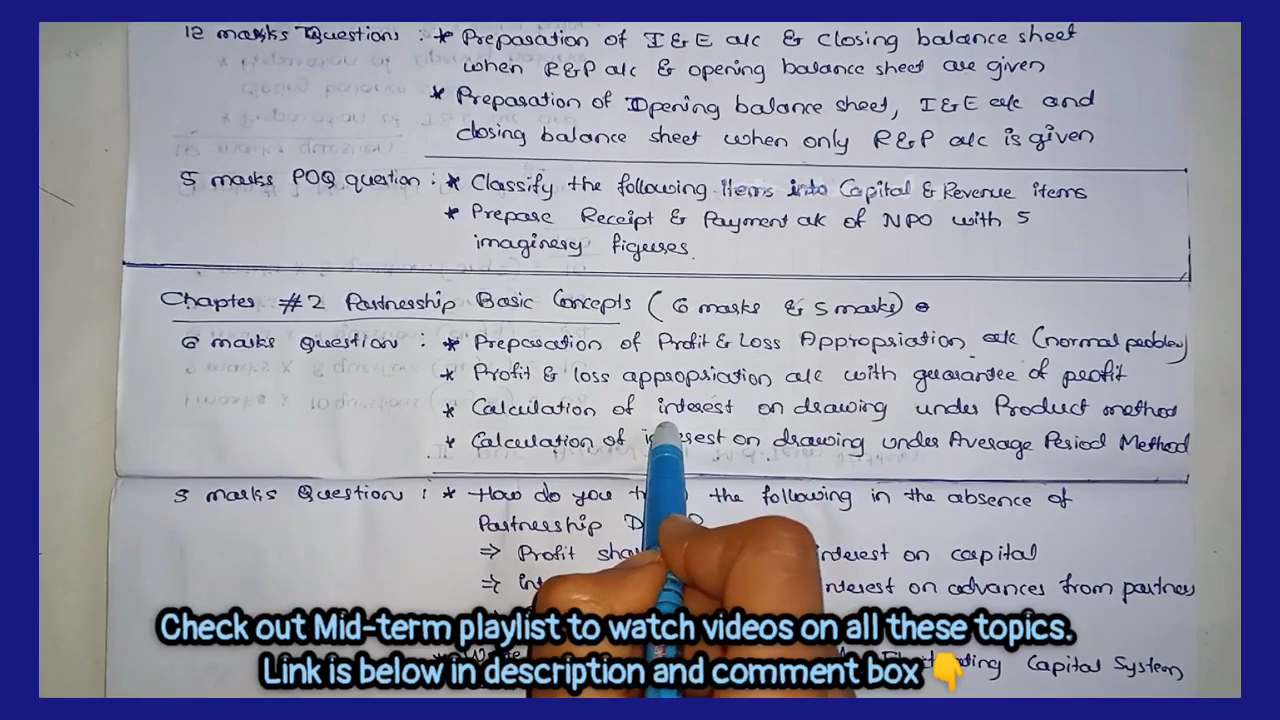 12 marks Questions : * Preparation of I & E a/c & Closing balance sheet
when R&P a/c & opening balance sheet are given
* Preparation of Opening balance sheet, I & E a/c and
closing balance sheet when only R&P a/c is given
5 marks POQ question : * Classify the following items into Capital & Revenue items
* Prepare Receipt & Payment a/c of NPO with 5
imaginery figures.
Chapter #2 Partnership Basic Concepts ( 6 marks & 5 marks)
6 marks question : * Preparation of Profit & Loss Appropriation a/c (normal problem)
* Profit & loss appropriation a/c with guarantee of profit
* Calculation of interest on drawing under Product method
* Calculation of interest on drawing under Average Period Method
5 marks Question : * How do you the following in the absence of
Partnership
⇒ Profit interest on capital
⇒ interest on advances from partners
Check out Mid-term playlist to watch videos on all these topics.
Capital System,
Link is below in description and comment box 👇